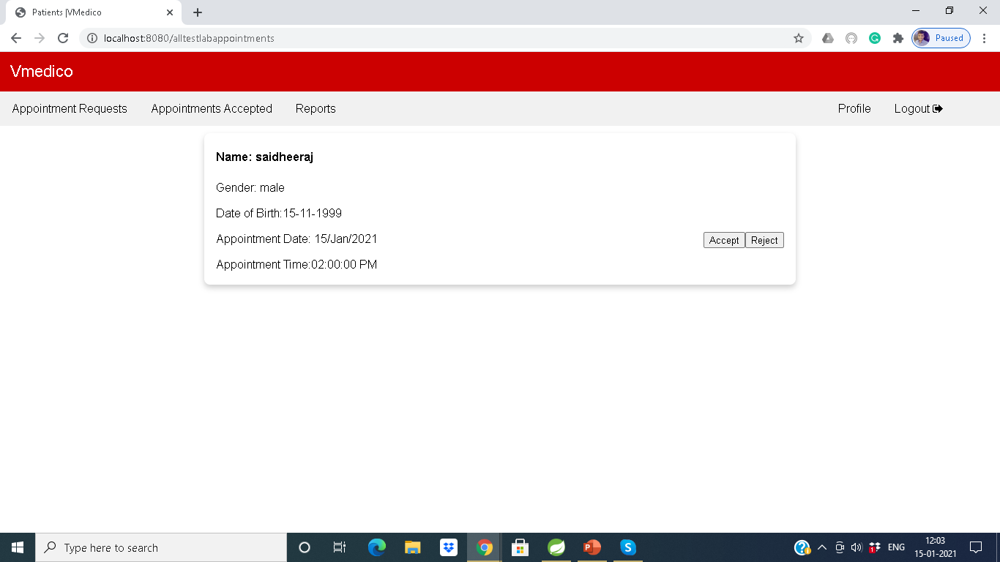 Patients |VMedico
localhost:8080/alltestlabappointments
Paused
Vmedico
Appointment Requests Appointments Accepted Reports Profile Logout
Name: saidheeraj
Gender: male
Date of Birth:15-11-1999
Appointment Date: 15/Jan/2021
Accept Reject
Appointment Time:02:00:00 PM
Type here to search
ENG
12:03
15-01-2021